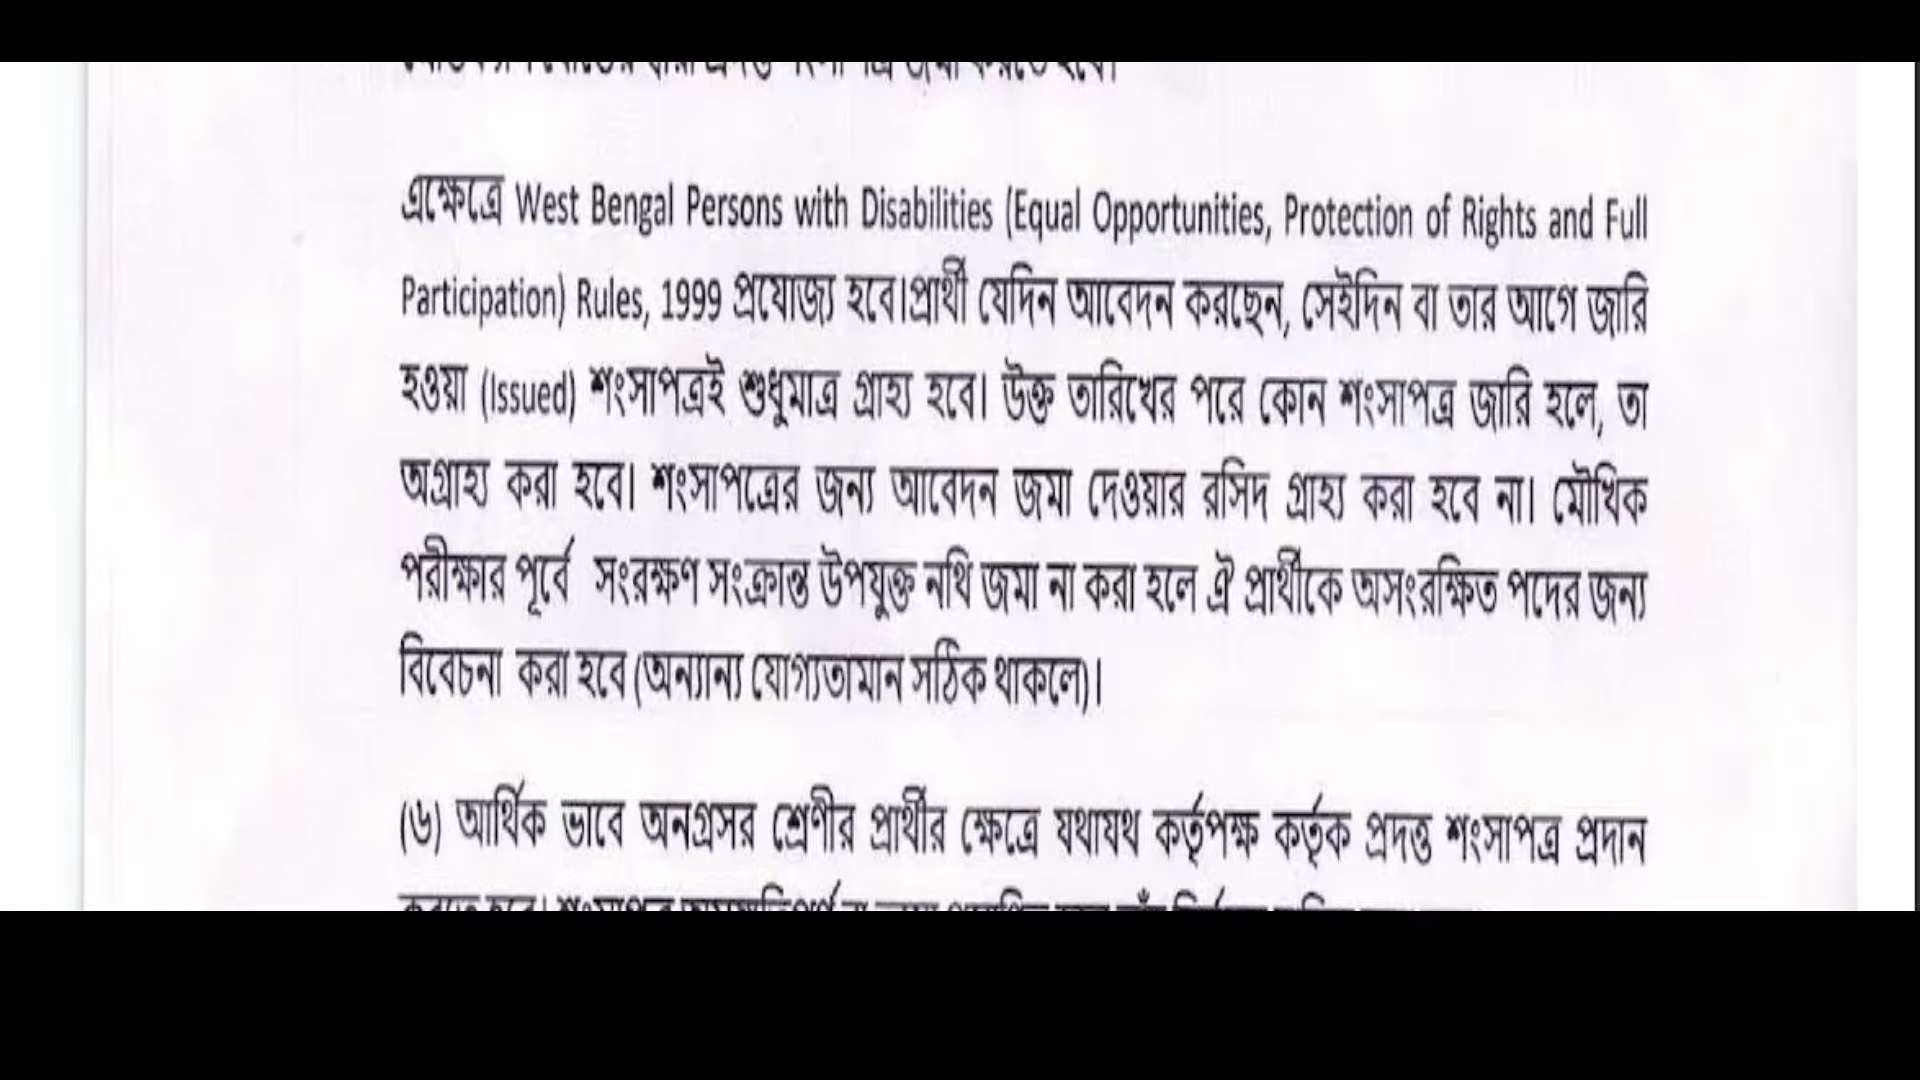 এক্ষেত্রে West Bengal Persons with Disabilities (Equal Opportunities, Protection of Rights and Full
Participation) Rules, 1999 প্রযোজ্য হবে।প্রার্থী যেদিন আবেদন করছেন, সেইদিন বা তার আগে জারি
হওয়া (Issued) শংসাপত্রই শুধুমাত্র গ্রাহ্য হবে। উক্ত তারিখের পরে কোন শংসাপত্র জারি হলে, তা
অগ্রাহ্য করা হবে। শংসাপত্রের জন্য আবেদন জমা দেওয়ার রসিদ গ্রাহ্য করা হবে না। মৌখিক
পরীক্ষার পূর্বে সংরক্ষণ সংক্রান্ত উপযুক্ত নথি জমা না করা হলে ঐ প্রার্থীকে অসংরক্ষিত পদের জন্য
বিবেচনা করা হবে (অন্যান্য যোগ্যতামান সঠিক থাকলে)।
(৬) আর্থিক ভাবে অনগ্রসর শ্রেণীর প্রার্থীর ক্ষেত্রে যথাযথ কর্তৃপক্ষ কর্তৃক প্রদত্ত শংসাপত্র প্রদান